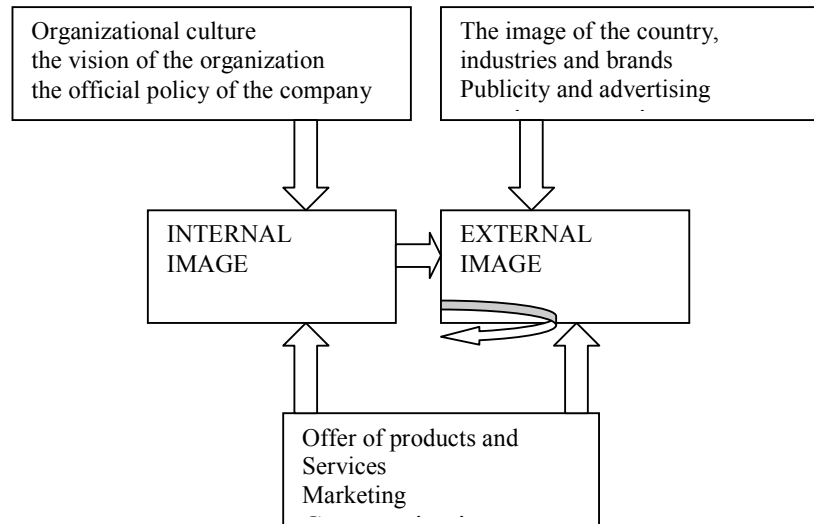 Organizational culture
the vision of the organization
the official policy of the company
The image of the country,
industries and brands
Publicity and advertising
INTERNAL
IMAGE
EXTERNAL
IMAGE
Offer of products and
Services
Marketing